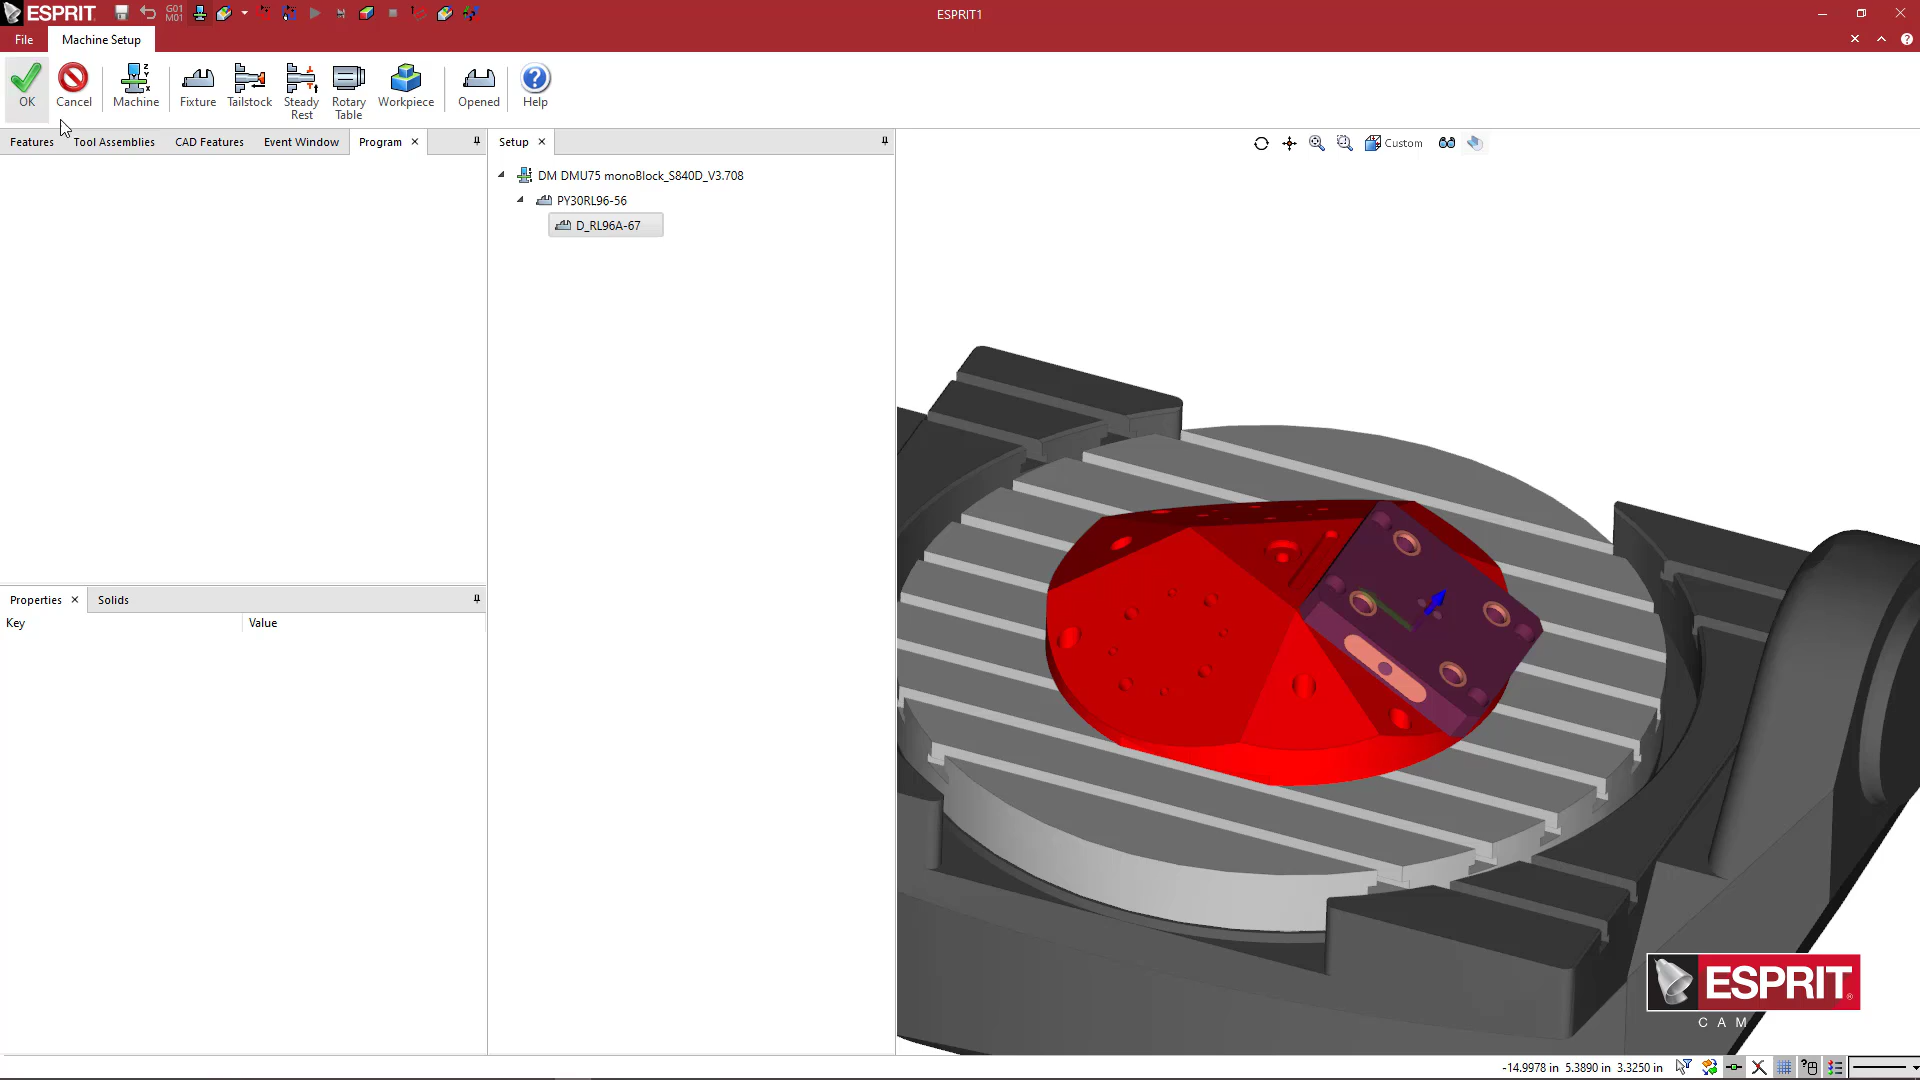 ESPRIT
G01
M01
ESPRIT1
File
Machine Setup
OK
Cancel
Machine
Fixture
Tailstock
Steady
Rest
Rotary
Table
Workpiece
Opened
Help
Features
Tool Assemblies
CAD Features
Event Window
Program
Setup
Custom
DM DMU75 monoBlock_S840D_V3.708
PY30RL96-56
D_RL96A-67
Properties
Solids
Key
Value
ESPRIT®
CAM
-14.9978 in 5.3890 in 3.3250 in